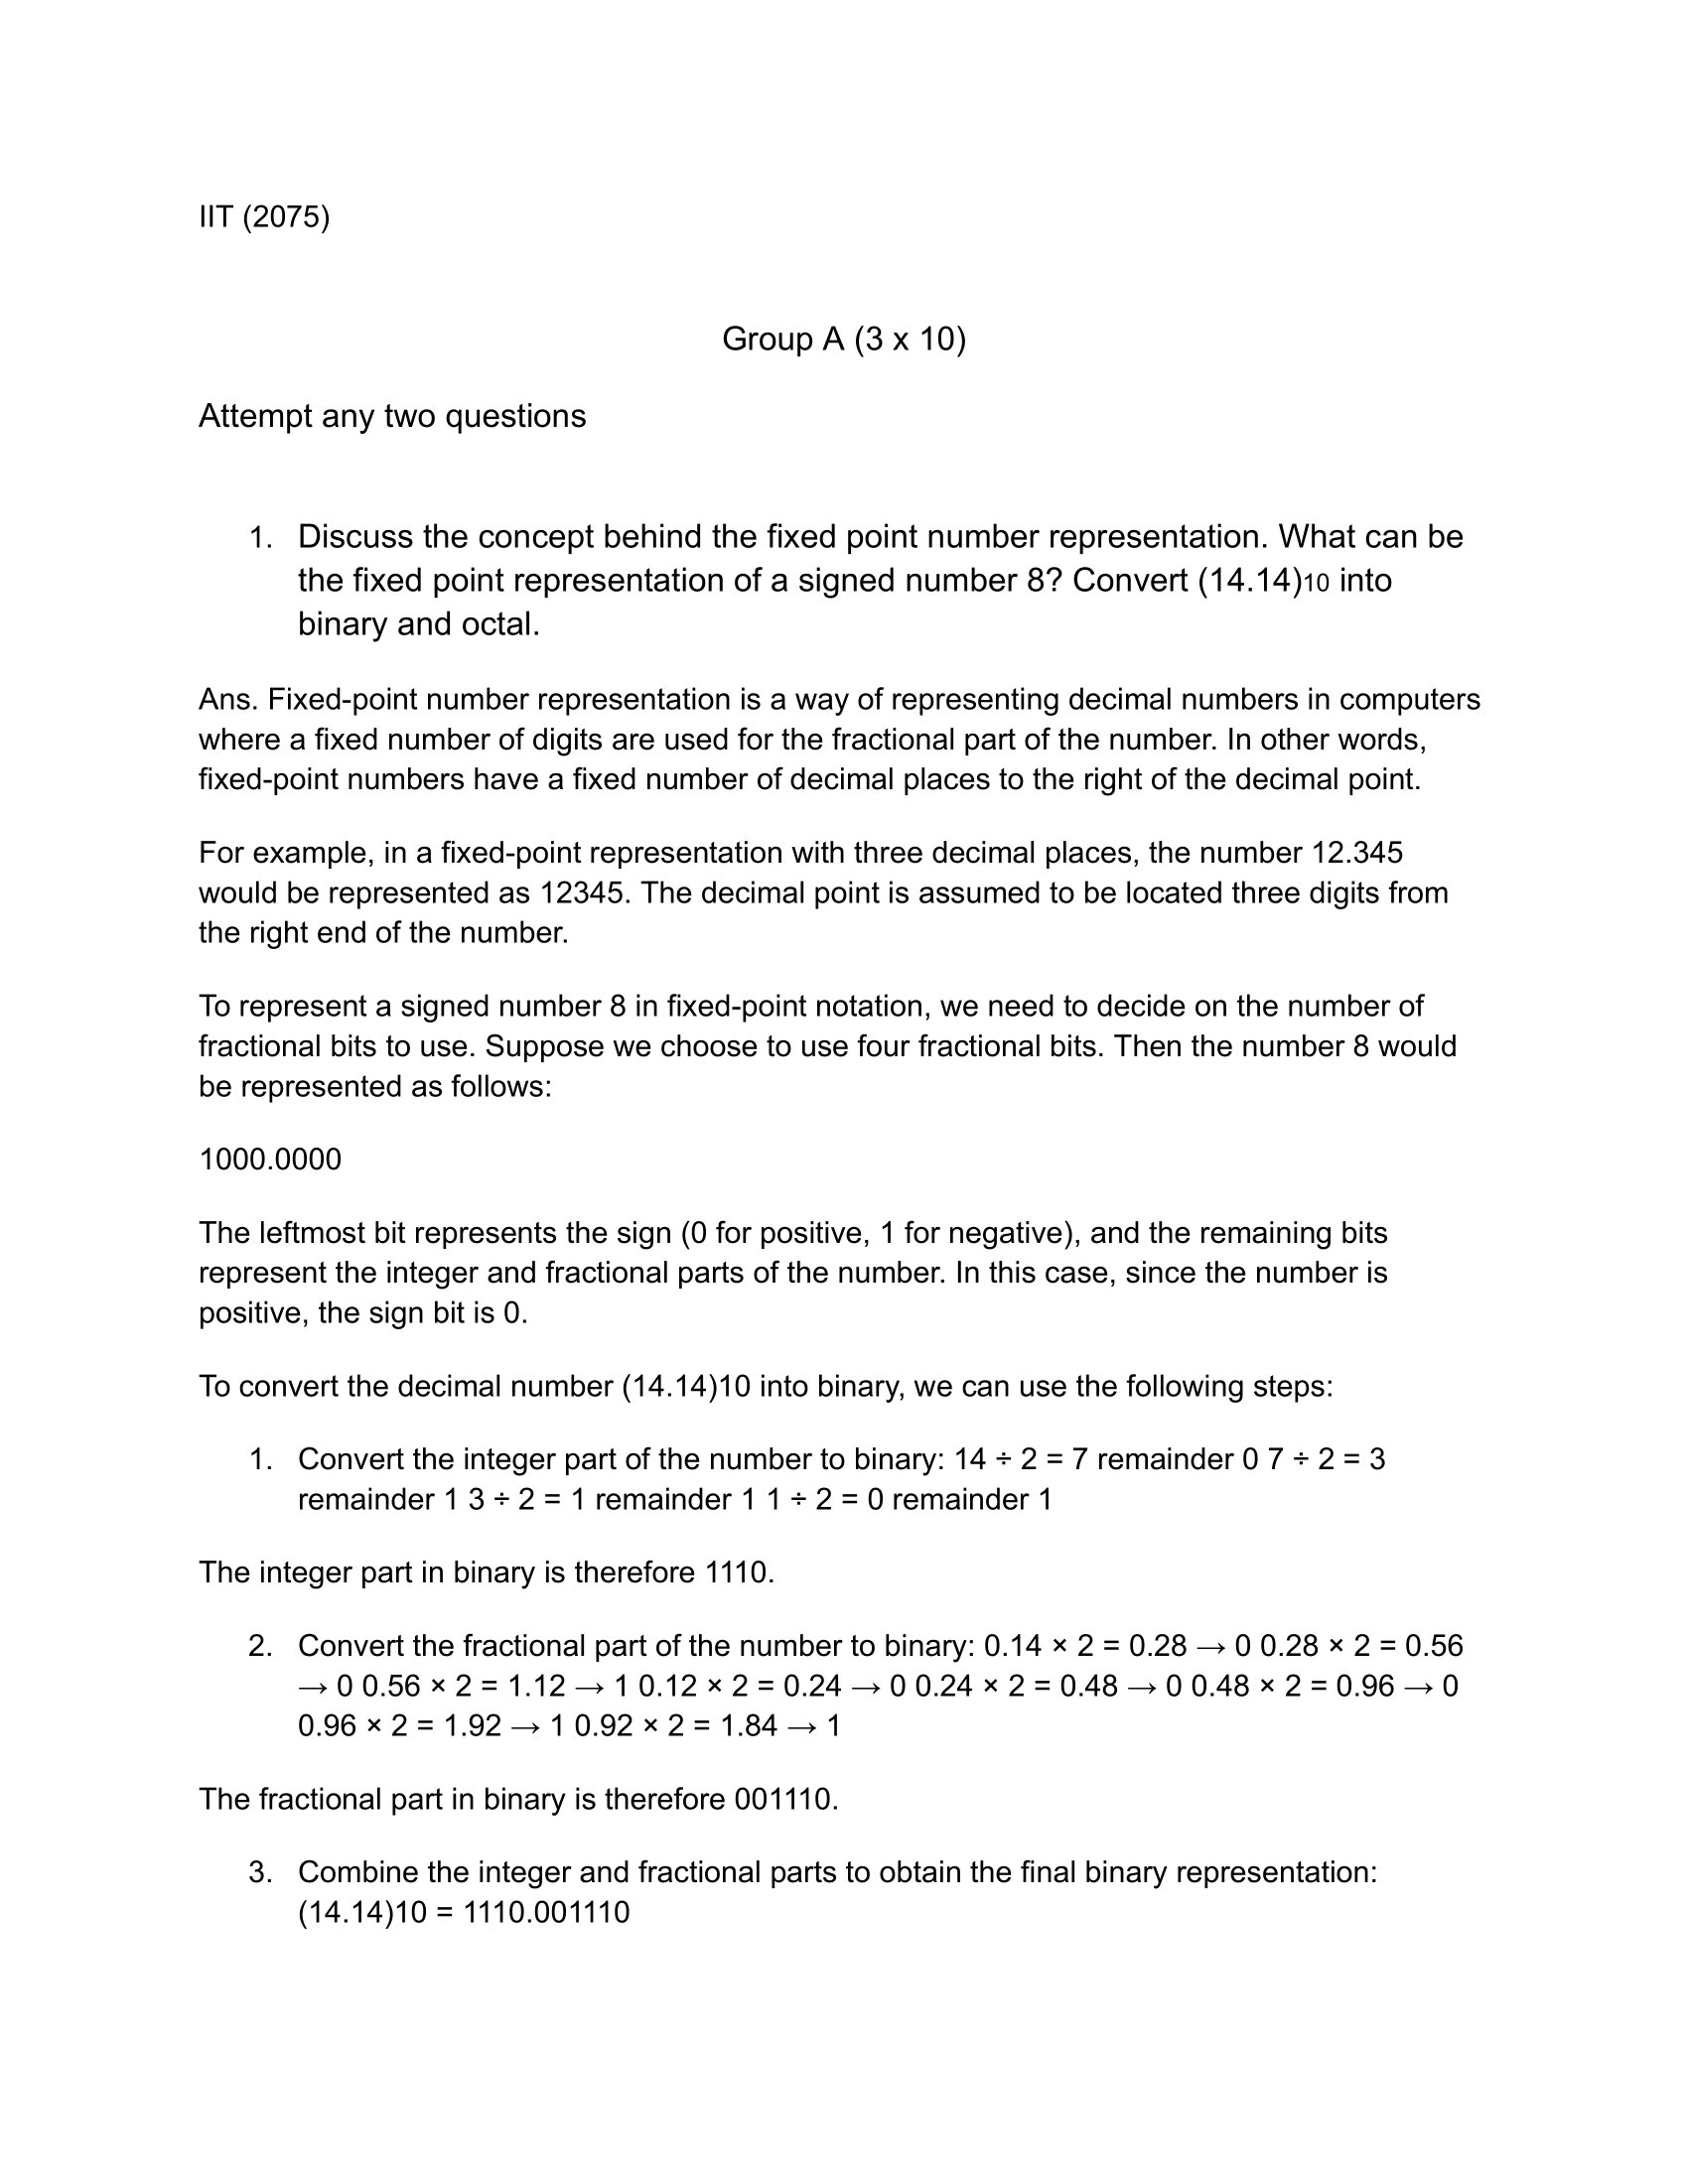 IIT (2075)
Group A (3 x 10)
Attempt any two questions
1. Discuss the concept behind the fixed point number representation. What can be
the fixed point representation of a signed number 8? Convert (14.14)10 into
binary and octal.
Ans. Fixed-point number representation is a way of representing decimal numbers in computers
where a fixed number of digits are used for the fractional part of the number. In other words,
fixed-point numbers have a fixed number of decimal places to the right of the decimal point.
For example, in a fixed-point representation with three decimal places, the number 12.345
would be represented as 12345. The decimal point is assumed to be located three digits from
the right end of the number.
To represent a signed number 8 in fixed-point notation, we need to decide on the number of
fractional bits to use. Suppose we choose to use four fractional bits. Then the number 8 would
be represented as follows:
1000.0000
The leftmost bit represents the sign (0 for positive, 1 for negative), and the remaining bits
represent the integer and fractional parts of the number. In this case, since the number is
positive, the sign bit is 0.
To convert the decimal number (14.14)10 into binary, we can use the following steps:
1. Convert the integer part of the number to binary: 14 ÷ 2 = 7 remainder 0 7 ÷ 2 = 3
remainder 1 3 ÷ 2 = 1 remainder 1 1 ÷ 2 = 0 remainder 1
The integer part in binary is therefore 1110.
2. Convert the fractional part of the number to binary: 0.14 × 2 = 0.28 → 0 0.28 × 2 = 0.56
→ 0 0.56 × 2 = 1.12 → 1 0.12 × 2 = 0.24 → 0 0.24 × 2 = 0.48 → 0 0.48 × 2 = 0.96 → 0
0.96 × 2 = 1.92 → 1 0.92 × 2 = 1.84 → 1
The fractional part in binary is therefore 001110.
3. Combine the integer and fractional parts to obtain the final binary representation:
(14.14)10 = 1110.001110